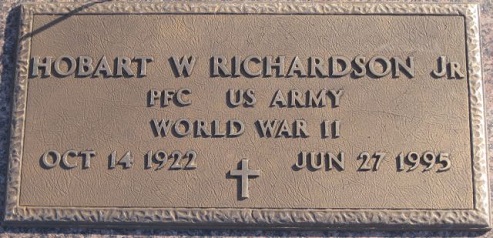 HOBART W RICHARDSON JR
PFC US ARMY
WORLD WAR II
OCT 14 1922 JUN 27 1995